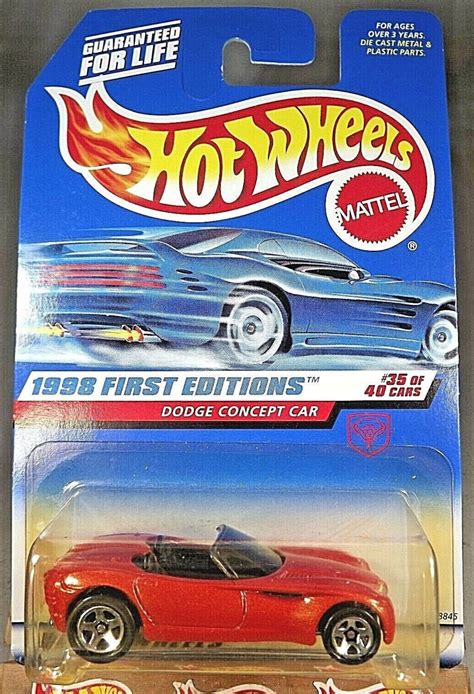 GUARANTEED
FOR LIFE
FOR AGES
OVER 3 YEARS.
DIE CAST METAL &
PLASTIC PARTS.
HOT WHEELS
MATTEL
®
1998 FIRST EDITIONS™
#35 OF
40 CARS
DODGE CONCEPT CAR